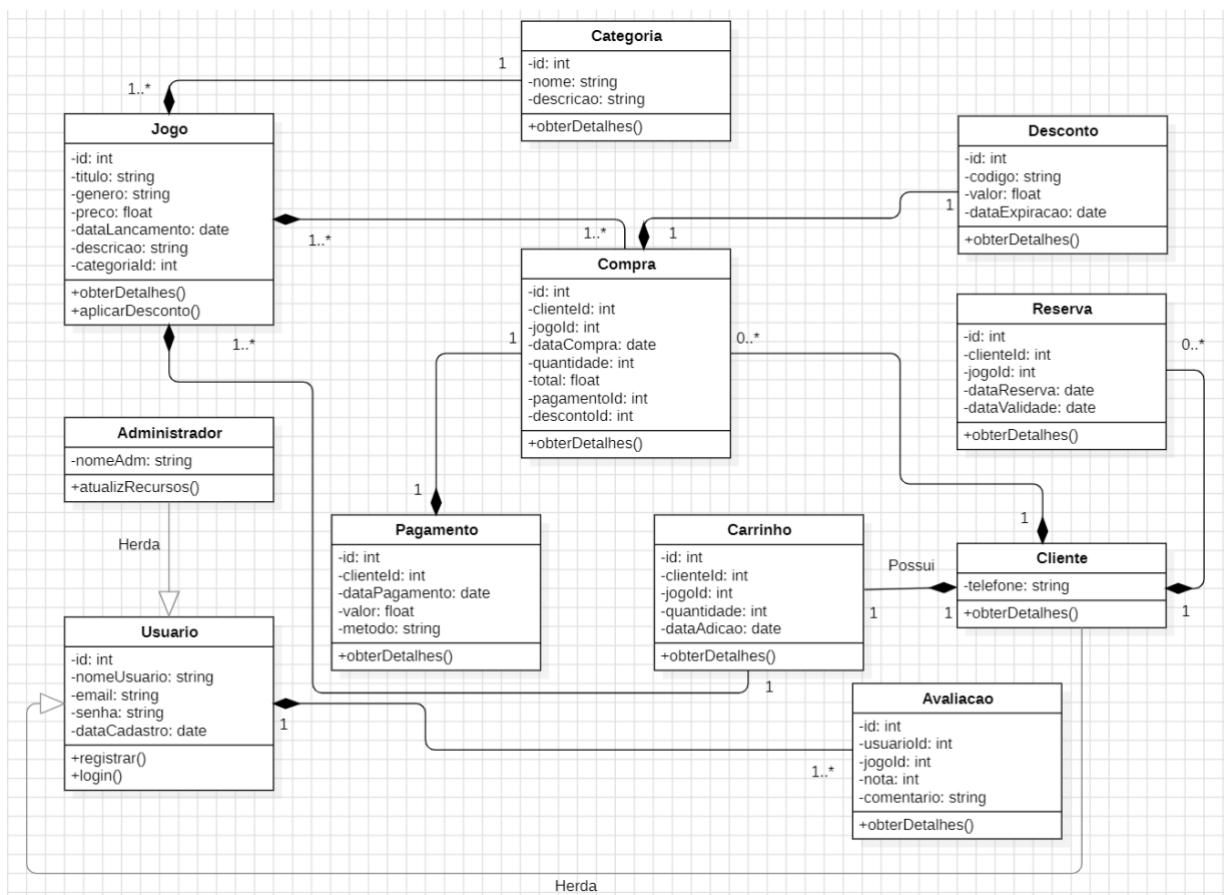 Categoria
-id: int
-nome: string
-descricao: string
+obterDetalhes()
1
1..*
Jogo
-id: int
-titulo: string
-genero: string
-preco: float
-dataLancamento: date
-descricao: string
-categoriaId: int
+obterDetalhes()
+aplicarDesconto()
1..*
1..*
Desconto
-id: int
-codigo: string
-valor: float
-dataExpiracao: date
+obterDetalhes()
1
1
1..*
Compra
-id: int
-clienteId: int
-jogoId: int
-dataCompra: date
-quantidade: int
-total: float
-pagamentoId: int
-descontoId: int
+obterDetalhes()
1
0..*
Reserva
-id: int
-clienteId: int
-jogoId: int
-dataReserva: date
-dataValidade: date
+obterDetalhes()
0..*
Administrador
-nomeAdm: string
+atualizRecursos()
Herda
1
Pagamento
-id: int
-clienteId: int
-dataPagamento: date
-valor: float
-metodo: string
+obterDetalhes()
Carrinho
-id: int
-clienteId: int
-jogoId: int
-quantidade: int
-dataAdicao: date
+obterDetalhes()
1
Possui
1
1
1
Cliente
-telefone: string
+obterDetalhes()
1
Usuario
-id: int
-nomeUsuario: string
-email: string
-senha: string
-dataCadastro: date
+registrar()
+login()
1
1..*
Avaliacao
-id: int
-usuarioId: int
-jogoId: int
-nota: int
-comentario: string
+obterDetalhes()
Herda